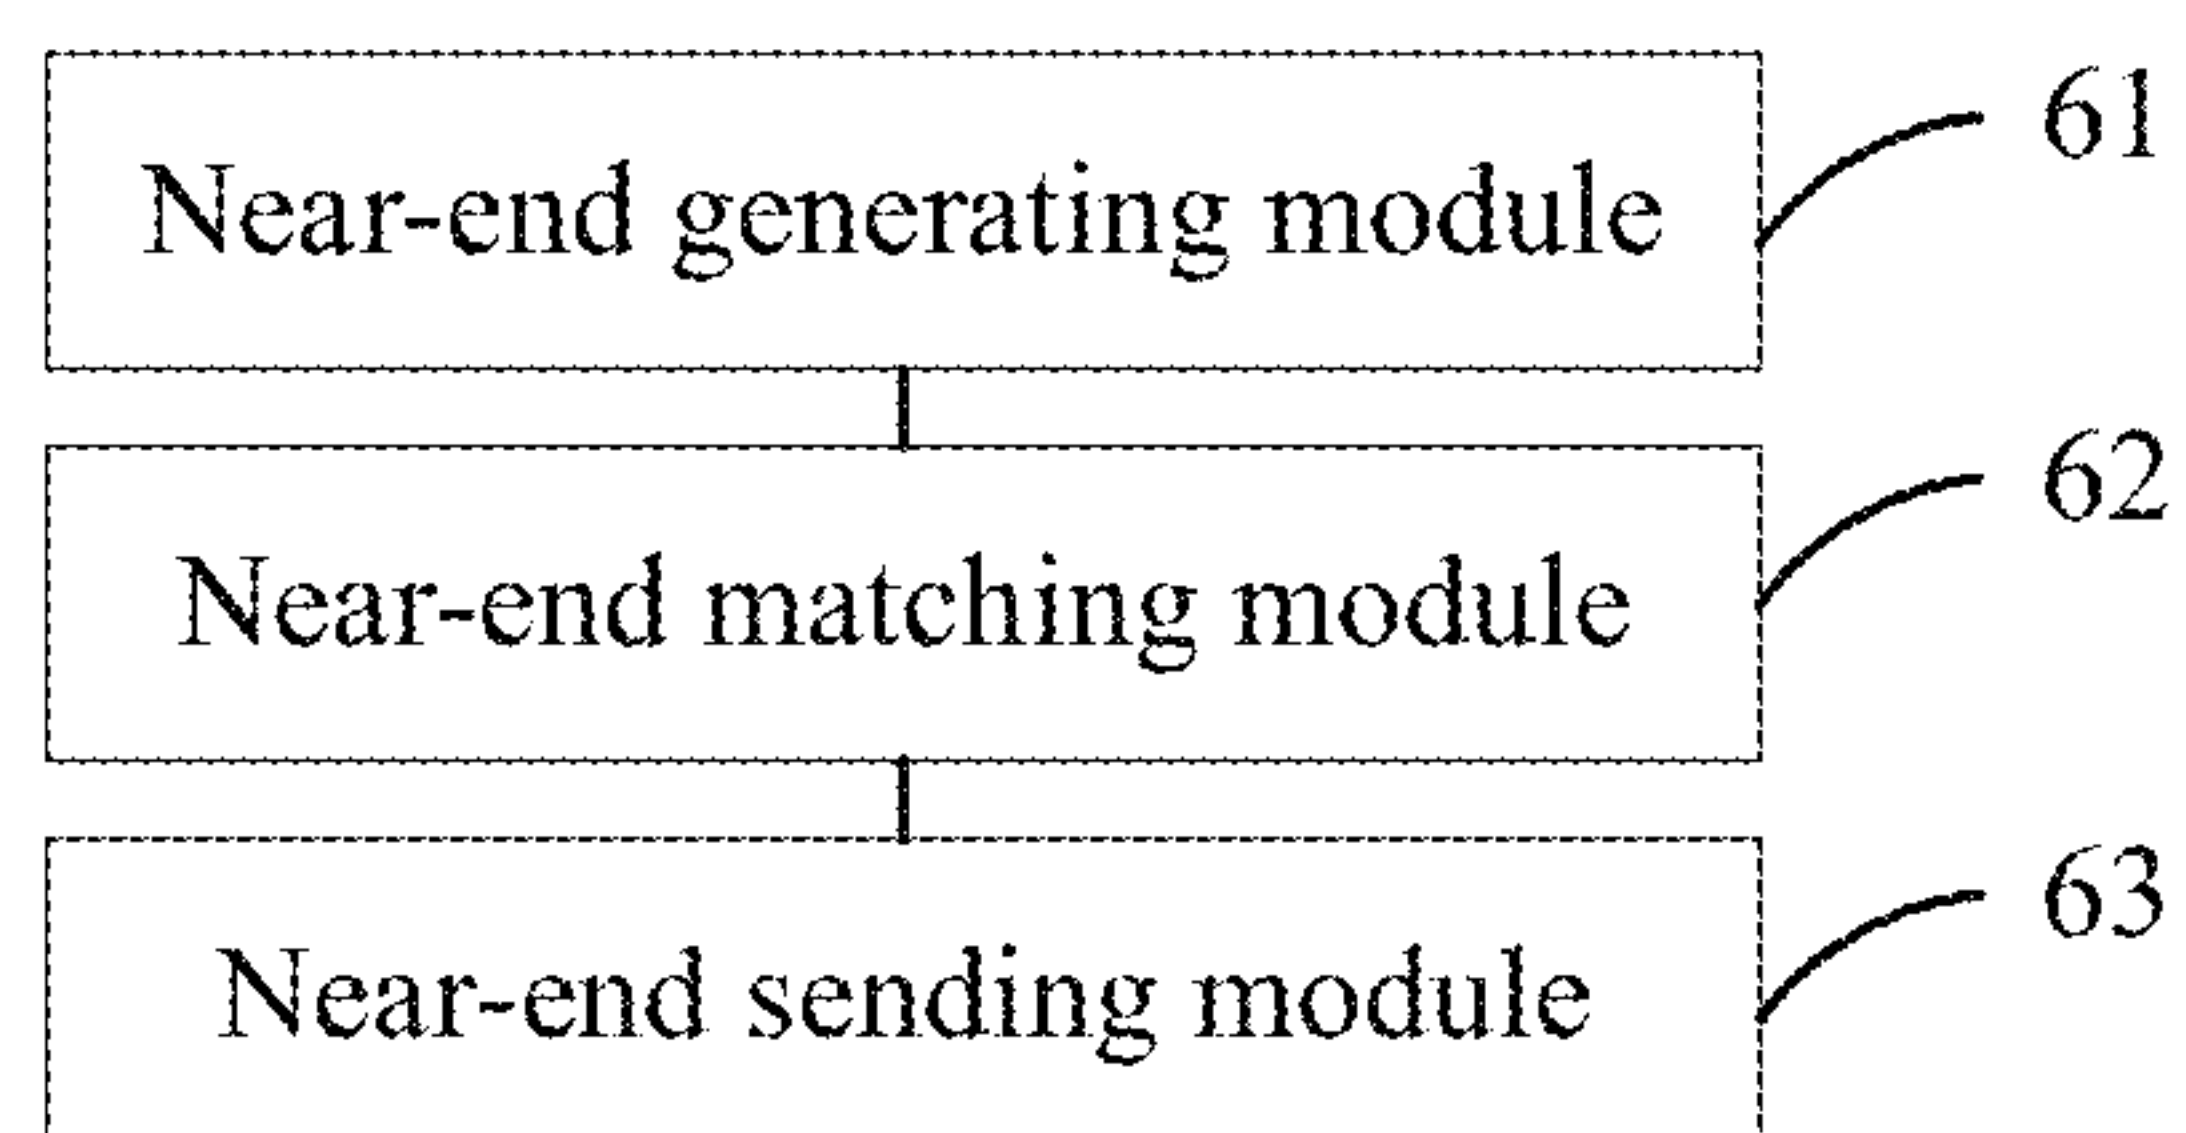 Near-end generating module 61
Near-end matching module 62
Near-end sending module 63